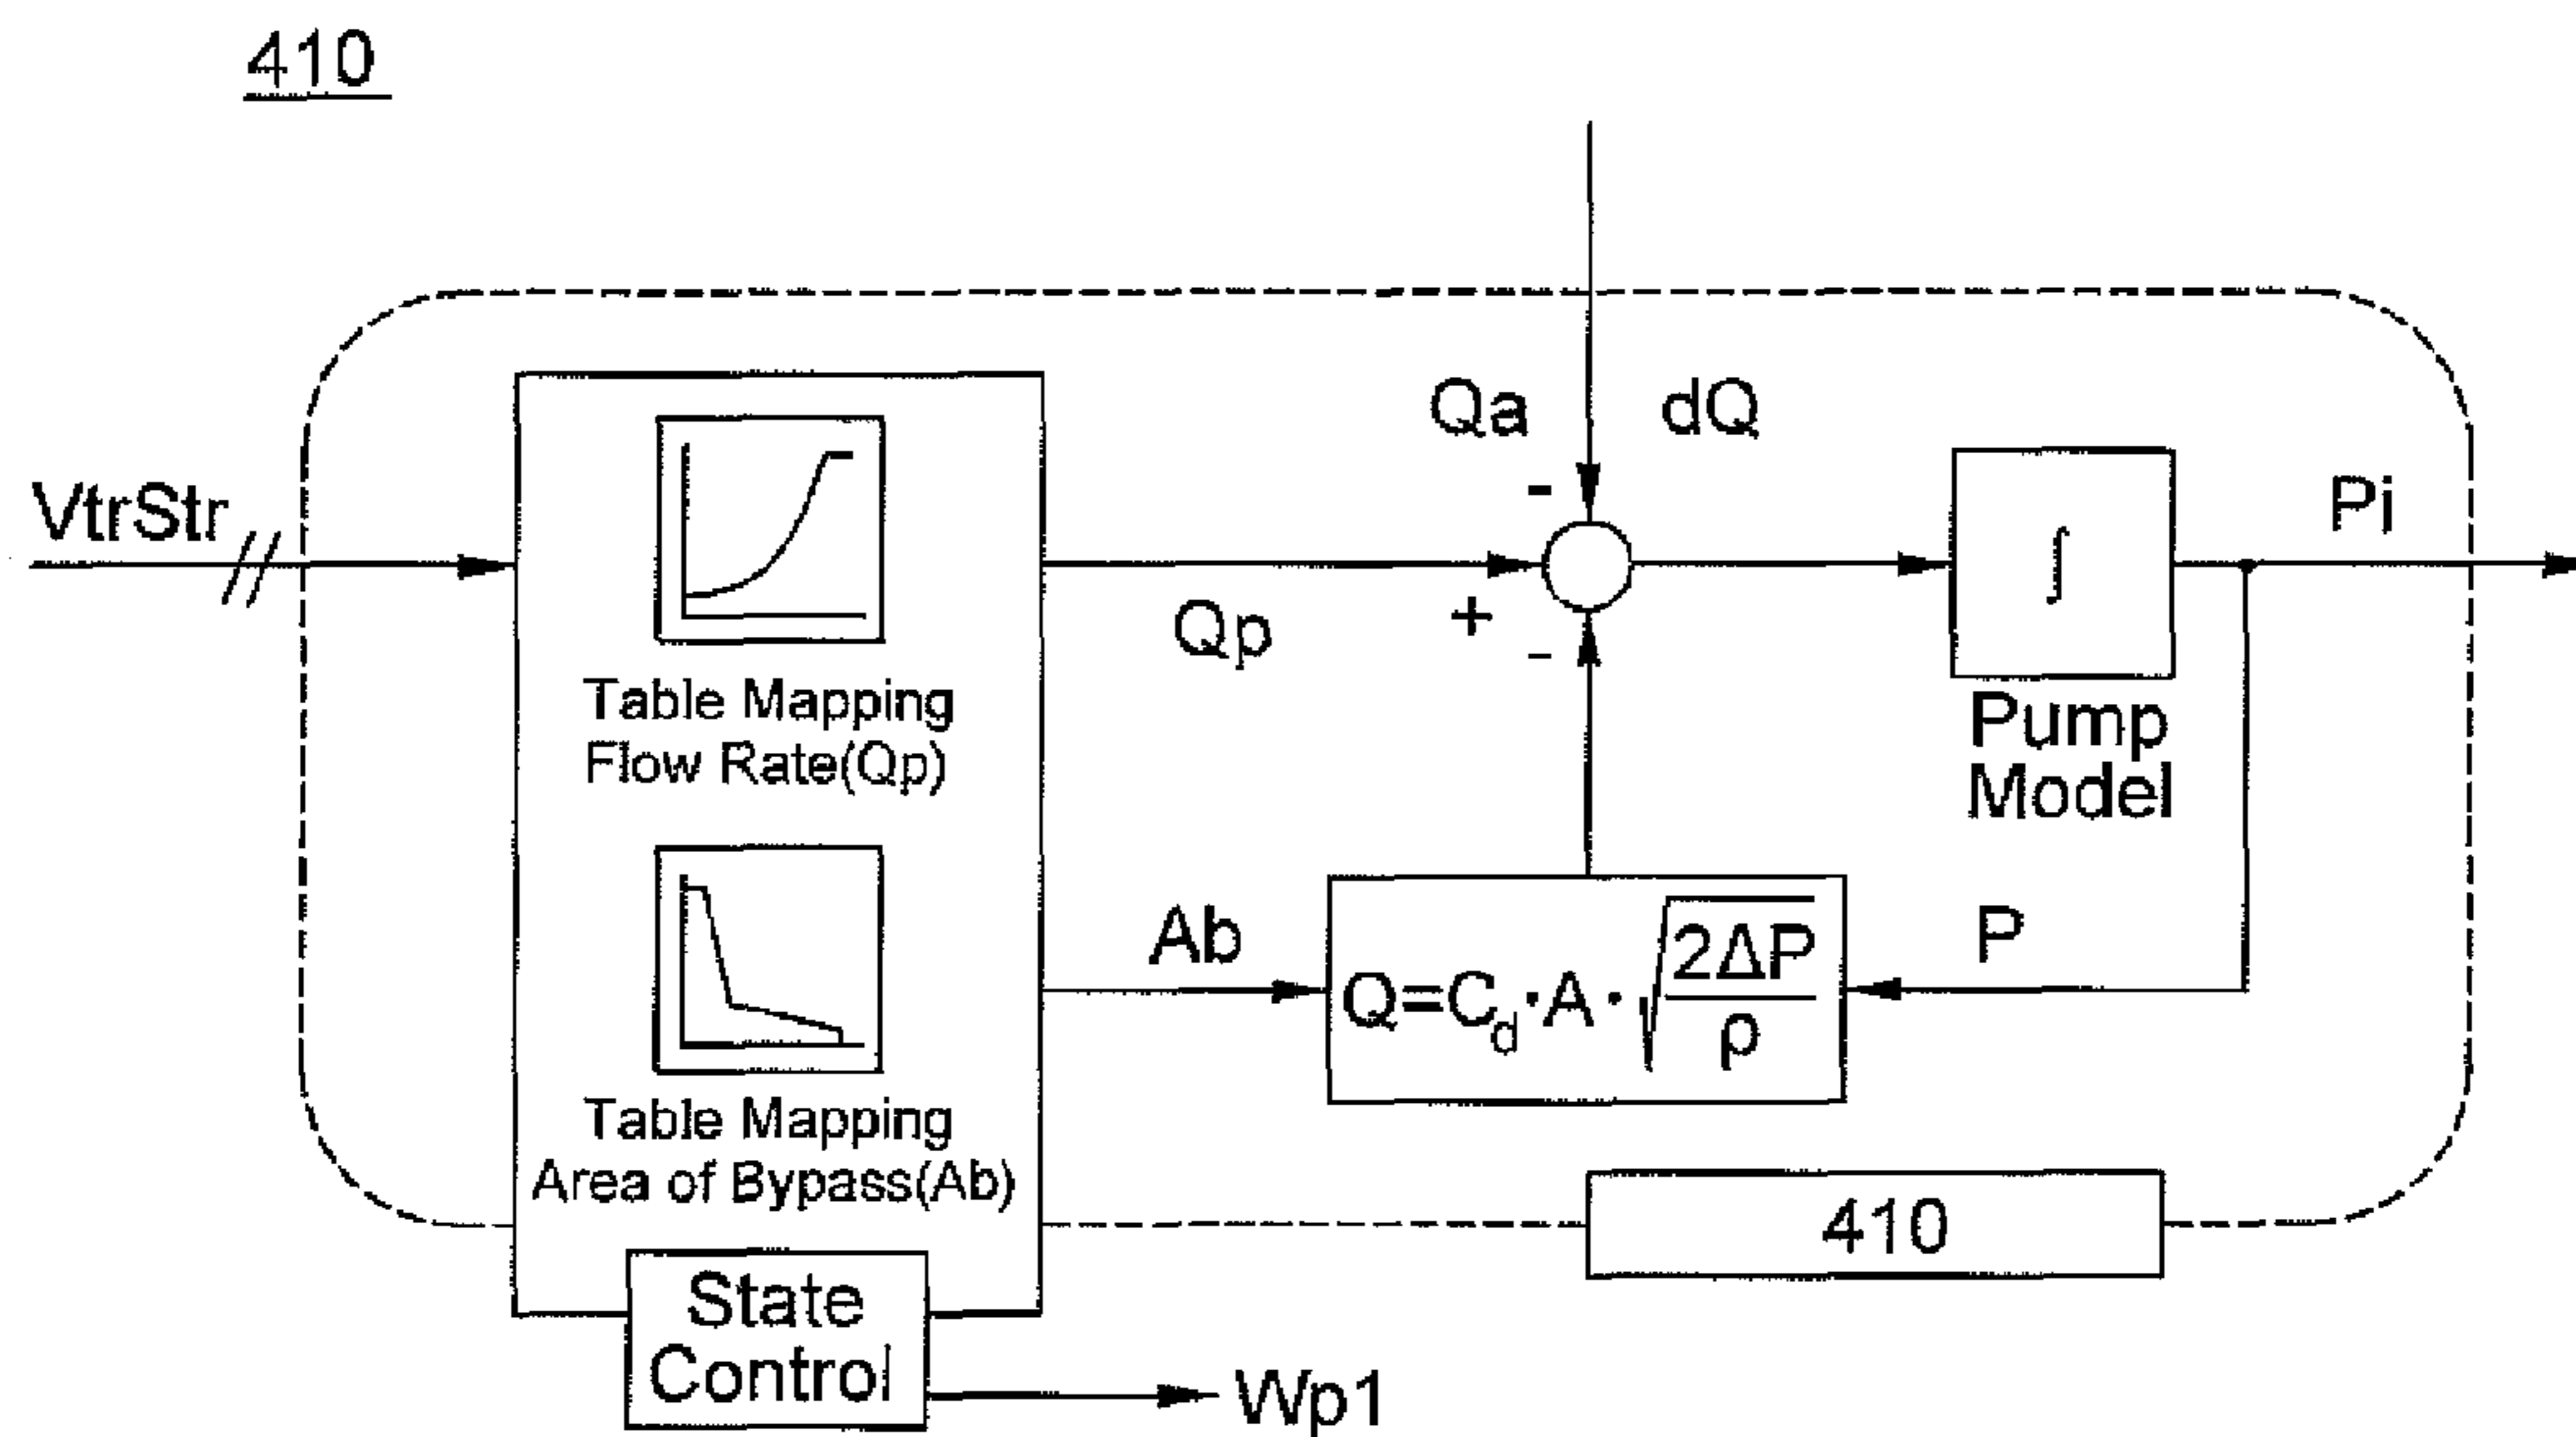 410
VtrStr
Table Mapping
Flow Rate(Qp)
Table Mapping
Area of Bypass(Ab)
State
Control
Wp1
Qp
Ab
Qa
dQ
-
+
-
Q=C_d·A·√(2ΔP/ρ)
∫
Pump
Model
Pi
P
410